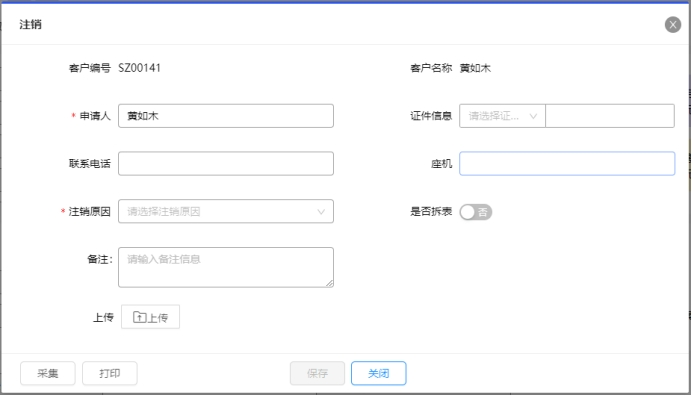 注销
客户编号 SZ00141 客户名称 黄如木
* 申请人 黄如木 证件信息 请选择证...
联系电话 座机
* 注销原因 请选择注销原因 是否拆表 否
备注: 请输入备注信息
上传 上传
采集 打印 保存 关闭